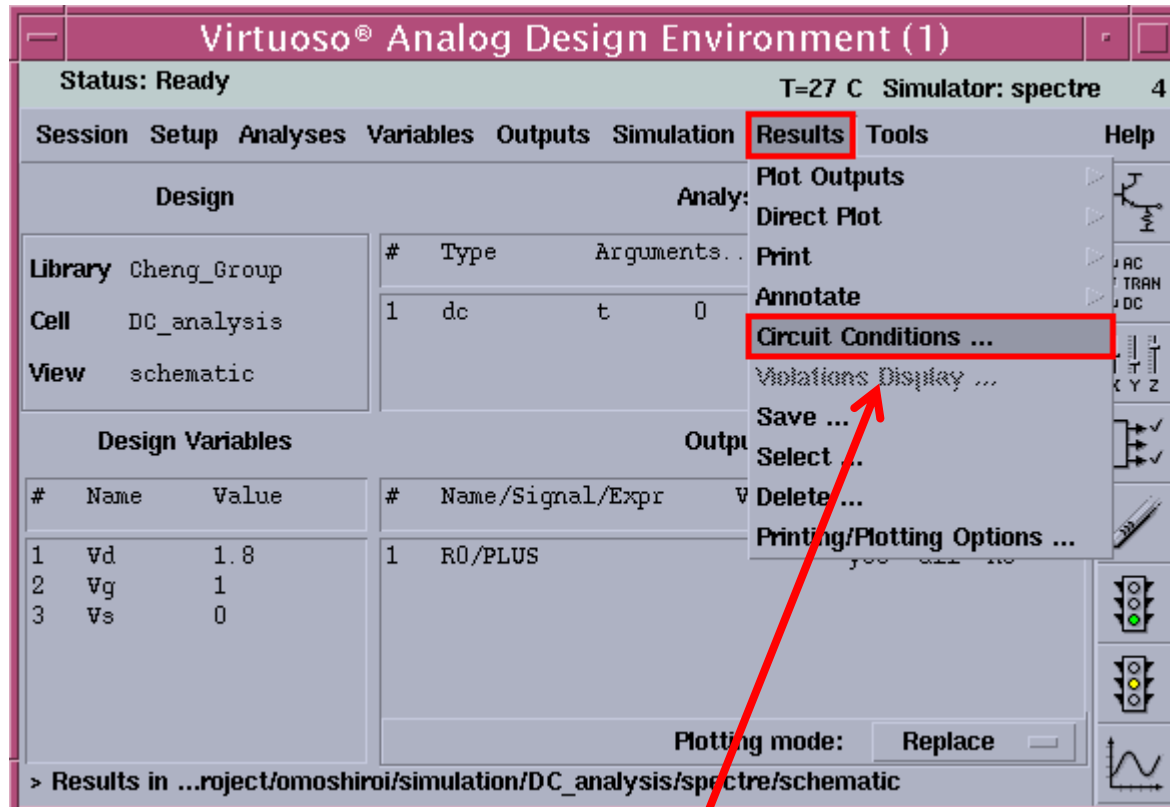 Virtuoso® Analog Design Environment (1)
Status: Ready T=27 C Simulator: spectre 4
Session Setup Analyses Variables Outputs Simulation Results Tools Help
Design
Library Cheng_Group
Cell DC_analysis
View schematic
# Type Arguments..
1 dc t 0
Plot Outputs
Direct Plot
Print
Annotate
Circuit Conditions ...
Violations Display ...
Save ...
Select ...
Delete ...
Printing/Plotting Options ...
AC
TRAN
DC
X Y Z
Design Variables
# Name Value
1 Vd 1.8
2 Vg 1
3 Vs 0
# Name/Signal/Expr
1 R0/PLUS
Plotting mode: Replace
> Results in ...roject/omoshiroi/simulation/DC_analysis/spectre/schematic